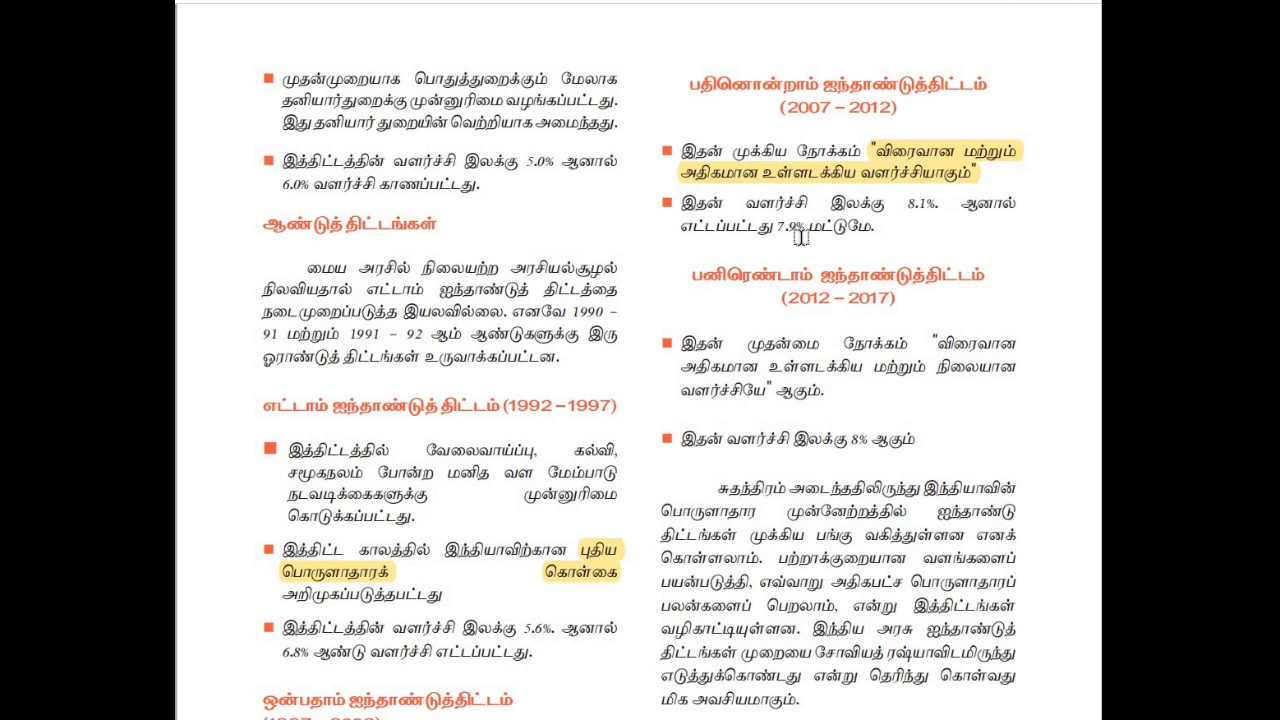 முதன்முறையாக பொதுத்துறைக்கும் மேலாக
தனியார்துறைக்கு முன்னுரிமை வழங்கப்பட்டது.
இது தனியார் துறையின் வெற்றியாக அமைந்தது.
இத்திட்டத்தின் வளர்ச்சி இலக்கு 5.0% ஆனால்
6.0% வளர்ச்சி காணப்பட்டது.
ஆண்டுத் திட்டங்கள்
மைய அரசில் நிலையற்ற அரசியல்சூழல்
நிலவியதால் எட்டாம் ஐந்தாண்டுத் திட்டத்தை
நடைமுறைப்படுத்த இயலவில்லை. எனவே 1990 –
91 மற்றும் 1991 – 92 ஆம் ஆண்டுகளுக்கு இரு
ஓராண்டுத் திட்டங்கள் உருவாக்கப்பட்டன.
எட்டாம் ஐந்தாண்டுத் திட்டம் (1992 –1997)
இத்திட்டத்தில் வேலைவாய்ப்பு, கல்வி,
சமூகநலம் போன்ற மனித வள மேம்பாடு
நடவடிக்கைகளுக்கு முன்னுரிமை
கொடுக்கப்பட்டது.
இத்திட்ட காலத்தில் இந்தியாவிற்கான புதிய
பொருளாதாரக் கொள்கை
அறிமுகப்படுத்தபட்டது
இத்திட்டத்தின் வளர்ச்சி இலக்கு 5.6%. ஆனால்
6.8% ஆண்டு வளர்ச்சி எட்டப்பட்டது.
ஒன்பதாம் ஐந்தாண்டுத்திட்டம்
பதினொன்றாம் ஐந்தாண்டுத்திட்டம்
(2007 – 2012)
இதன் முக்கிய நோக்கம் "விரைவான மற்றும்
அதிகமான உள்ளடக்கிய வளர்ச்சியாகும்"
இதன் வளர்ச்சி இலக்கு 8.1%. ஆனால்
எட்டப்பட்டது 7.9% மட்டுமே.
பனிரெண்டாம் ஐந்தாண்டுத்திட்டம்
(2012 – 2017)
இதன் முதன்மை நோக்கம் "விரைவான
அதிகமான உள்ளடக்கிய மற்றும் நிலையான
வளர்ச்சியே" ஆகும்.
இதன் வளர்ச்சி இலக்கு 8% ஆகும்
சுதந்திரம் அடைந்ததிலிருந்து இந்தியாவின்
பொருளாதார முன்னேற்றத்தில் ஐந்தாண்டு
திட்டங்கள் முக்கிய பங்கு வகித்துள்ளன எனக்
கொள்ளலாம். பற்றாக்குறையான வளங்களைப்
பயன்படுத்தி, எவ்வாறு அதிகபட்ச பொருளாதாரப்
பலன்களைப் பெறலாம், என்று இத்திட்டங்கள்
வழிகாட்டியுள்ளன. இந்திய அரசு ஐந்தாண்டுத்
திட்டங்கள் முறையை சோவியத் ரஷ்யாவிடமிருந்து
எடுத்துக்கொண்டது என்று தெரிந்து கொள்வது
மிக அவசியமாகும்.